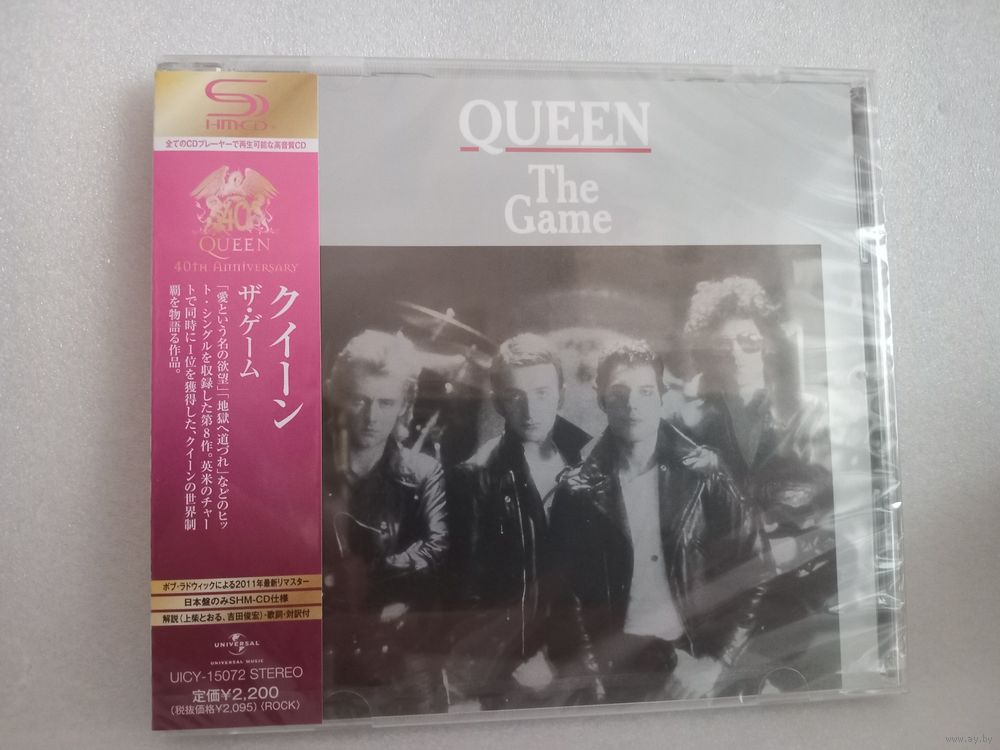 SHM-CD
全てのCDプレーヤーで再生可能な高音質CD
40
QUEEN
40TH ANNIVERSARY
クイーン
ザ・ゲーム
「愛という名の欲望」「地獄へ道づれ」などのヒッ
ト・シングルを収録した第8作。英米のチャー
トで同時に1位を獲得した、クイーンの世界制
覇を物語る作品。
ボブ・ラドウィックによる2011年最新リマスター
日本盤のみSHM-CD仕様
解説(上柴とおる、吉田俊宏)・歌詞・対訳付
UNIVERSAL
UNIVERSAL MUSIC
UICY-15072 STEREO
定価¥2,200
(税抜価格¥2,095)〈ROCK〉
QUEEN
The
Game
www.ay.by